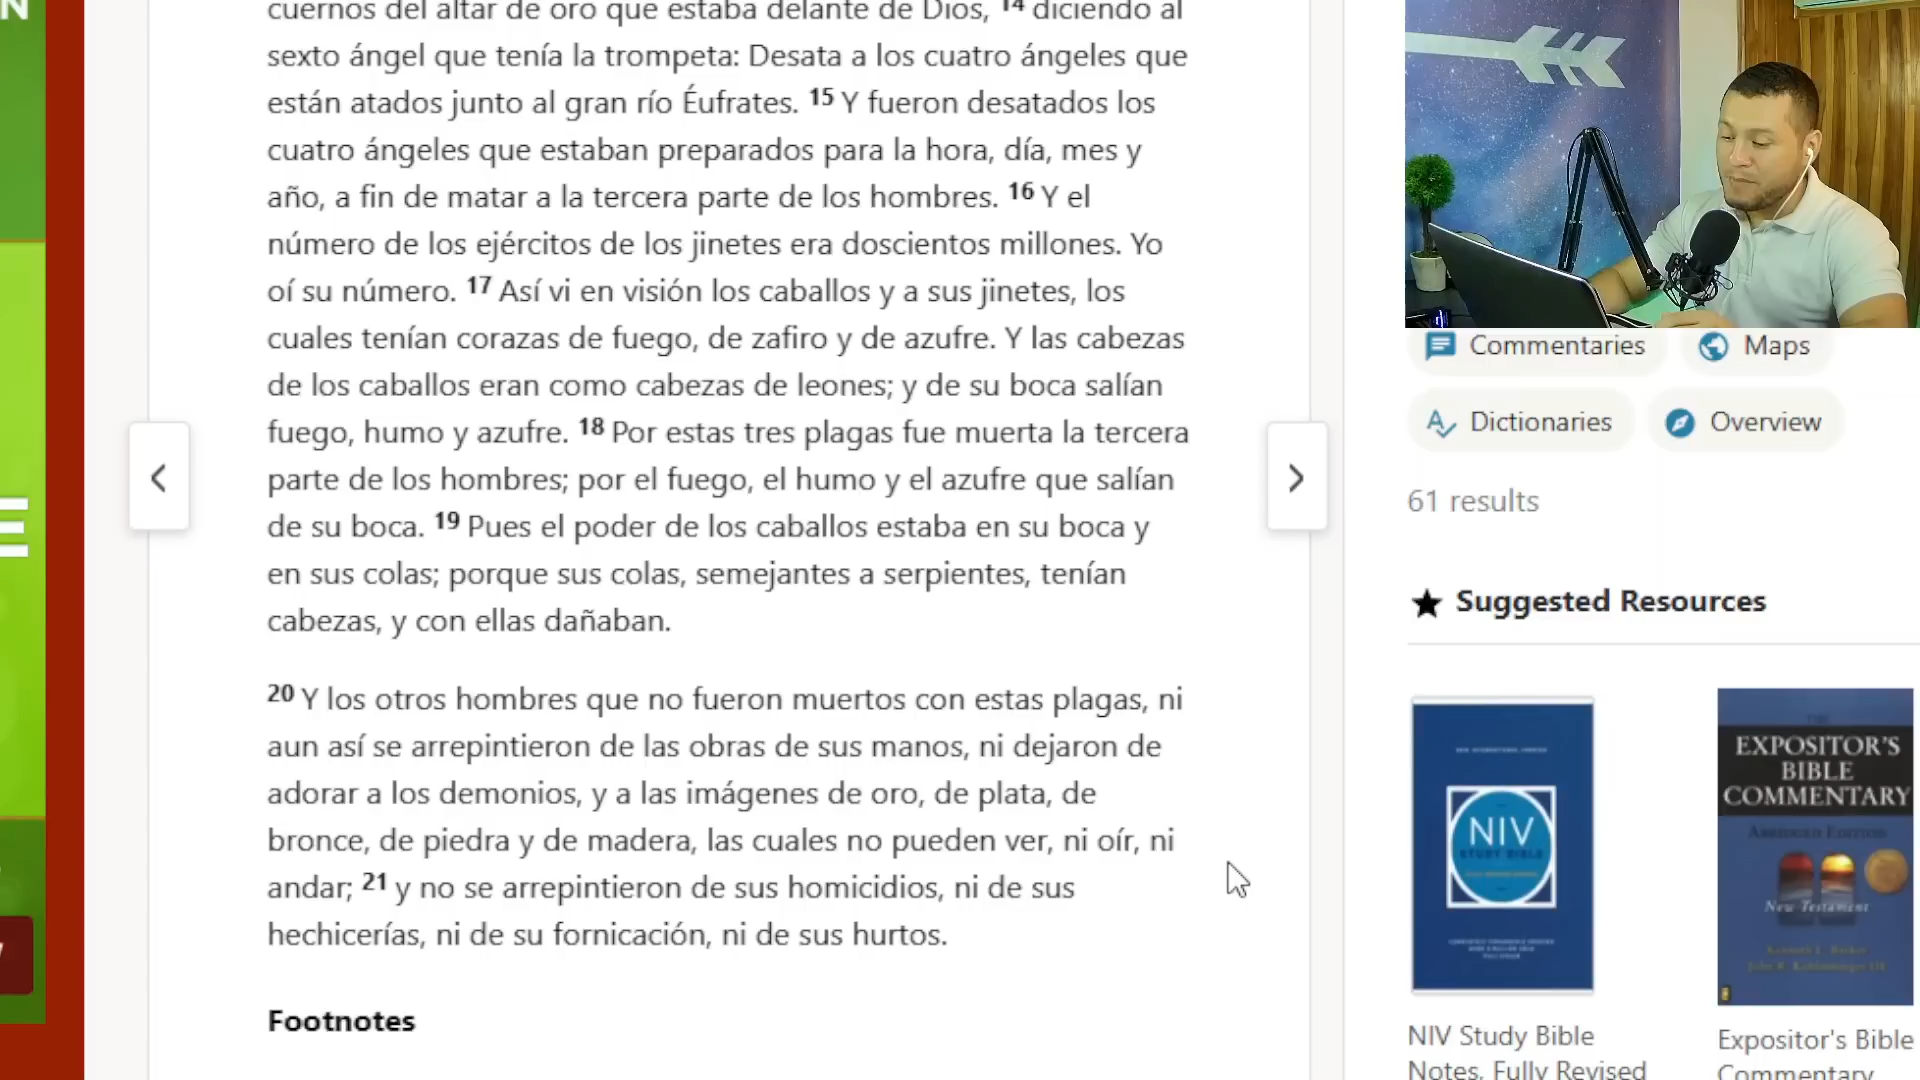 cuernos del altar de oro que estaba delante de Dios, 14 diciendo al
sexto ángel que tenía la trompeta: Desata a los cuatro ángeles que
están atados junto al gran río Éufrates. 15 Y fueron desatados los
cuatro ángeles que estaban preparados para la hora, día, mes y
año, a fin de matar a la tercera parte de los hombres. 16 Y el
número de los ejércitos de los jinetes era doscientos millones. Yo
oí su número. 17 Así vi en visión los caballos y a sus jinetes, los
cuales tenían corazas de fuego, de zafiro y de azufre. Y las cabezas
de los caballos eran como cabezas de leones; y de su boca salían
fuego, humo y azufre. 18 Por estas tres plagas fue muerta la tercera
parte de los hombres; por el fuego, el humo y el azufre que salían
de su boca. 19 Pues el poder de los caballos estaba en su boca y
en sus colas; porque sus colas, semejantes a serpientes, tenían
cabezas, y con ellas dañaban.
20 Y los otros hombres que no fueron muertos con estas plagas, ni
aun así se arrepintieron de las obras de sus manos, ni dejaron de
adorar a los demonios, y a las imágenes de oro, de plata, de
bronce, de piedra y de madera, las cuales no pueden ver, ni oír, ni
andar; 21 y no se arrepintieron de sus homicidios, ni de sus
hechicerías, ni de su fornicación, ni de sus hurtos.
Footnotes
N
E
Commentaries
Maps
Dictionaries
Overview
61 results
Suggested Resources
NIV
STUDY BIBLE
EXPOSITOR'S
BIBLE
COMMENTARY
Abridged Edition
New Testament
NIV Study Bible
Notes, Fully Revised
Expositor's Bible
Commentary